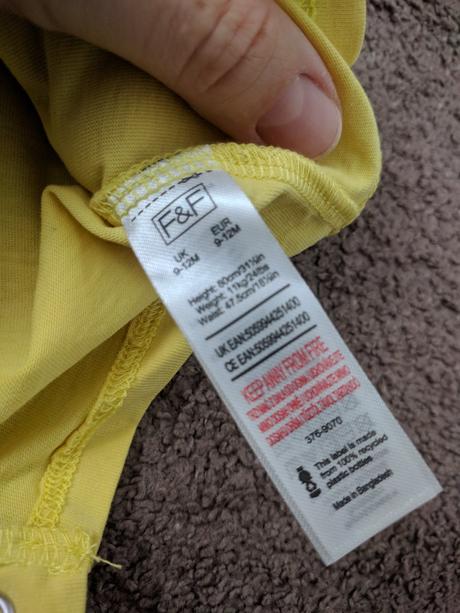 F&F
UK EUR
9-12M 9-12M
Height: 80cm/31½in
Weight: 11kg/24lbs
Waist: 47.5cm/18¾in
UK EAN:5059944251400
CE EAN:5059944251400
KEEP AWAY FROM FIRE
376-9070
This label is made
from 100% recycled
plastic bottles
Made in Bangladesh